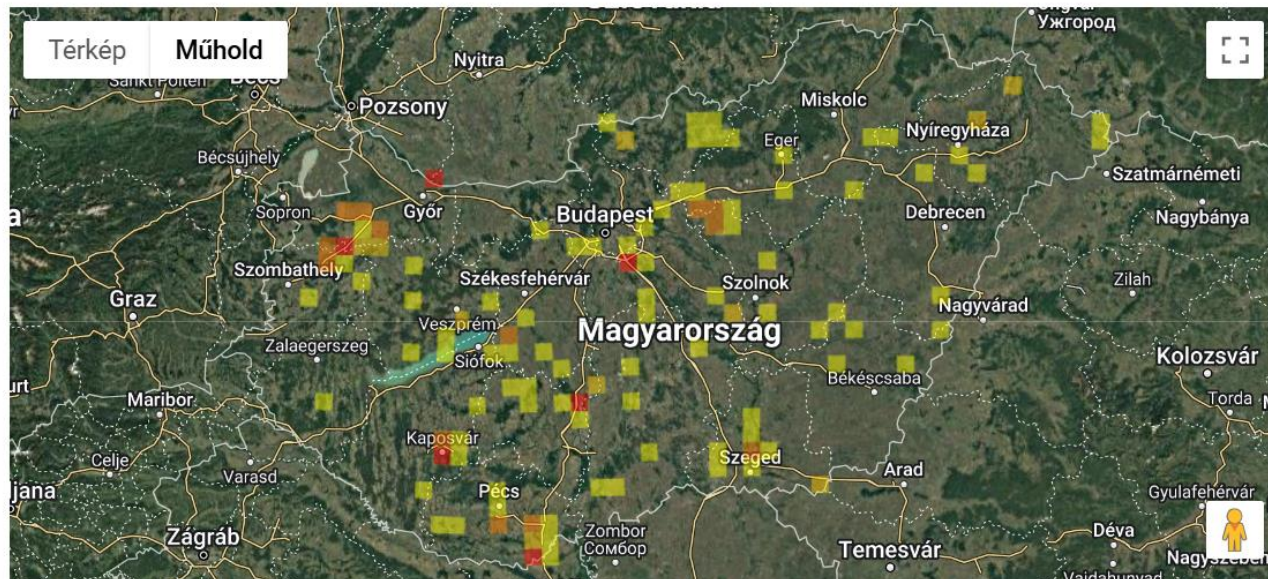 Térkép
Műhold
Ужгород
Nyitra
Sankt Pölten
Bécs
Pozsony
Miskolc
Nyíregyháza
Eger
Bécsújhely
Szatmárnémeti
Sopron
Győr
Budapest
Debrecen
Nagybánya
Szombathely
Székesfehérvár
Szolnok
Zilah
Graz
Nagyvárad
Veszprém
Magyarország
Zalaegerszeg
Siófok
Kolozsvár
Békéscsaba
Maribor
Torda
Kaposvár
Celje
Varasd
Szeged
Arad
Pécs
Gyulafehérvár
Zágráb
Zombor
Сомбор
Déva
Temesvár
Vajdahunyad